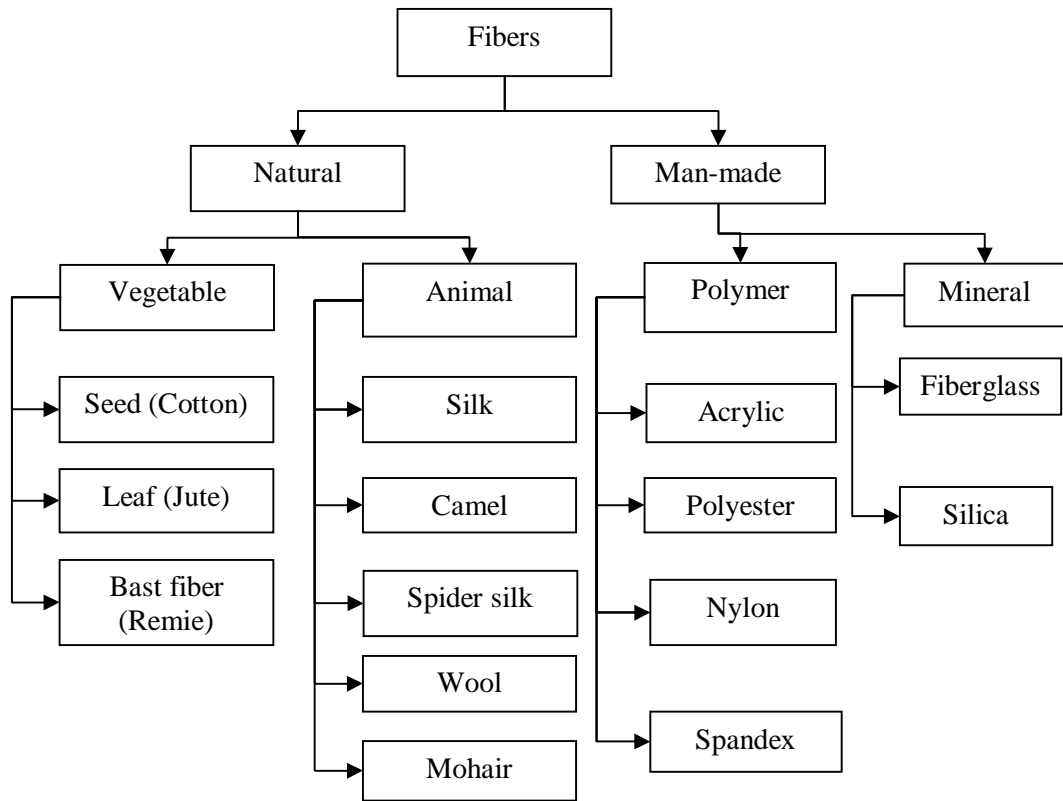 Fibers
Natural
Man-made
Vegetable
Animal
Polymer
Mineral
Seed (Cotton)
Silk
Acrylic
Fiberglass
Leaf (Jute)
Camel
Polyester
Silica
Bast fiber
(Remie)
Spider silk
Nylon
Wool
Spandex
Mohair